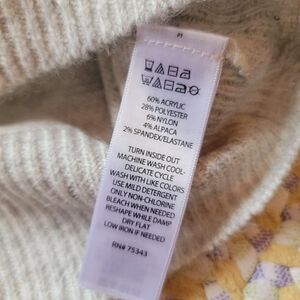 60% ACRYLIC
28% POLYESTER
6% NYLON
4% ALPACA
2% SPANDEX/ELASTANE
TURN INSIDE OUT
MACHINE WASH COOL-
DELICATE CYCLE
WASH WITH LIKE COLORS
USE MILD DETERGENT
ONLY NON-CHLORINE
BLEACH WHEN NEEDED
RESHAPE WHILE DAMP
DRY FLAT
LOW IRON IF NEEDED
RN# 75343